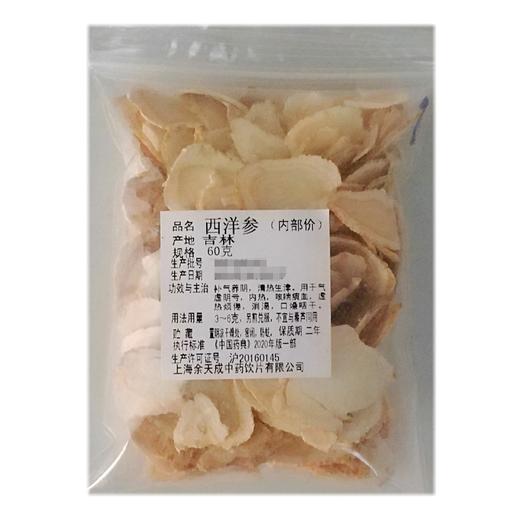 品名 西洋参 （内部价）
产地 吉林
规格 60克
生产批号
生产日期
功效与主治 补气养阴，清热生津。用于气
虚阴亏，内热，咳喘痰血，虚
热烦倦，消渴，口燥咽干。
用法用量 3～6克，另煎兑服，不宜与藜芦同用
贮藏 置阴凉干燥处，密闭，防蛀。 保质期 二年
执行标准 《中国药典》2020年版一部
生产许可证号 沪20160145
上海余天成中药饮片有限公司